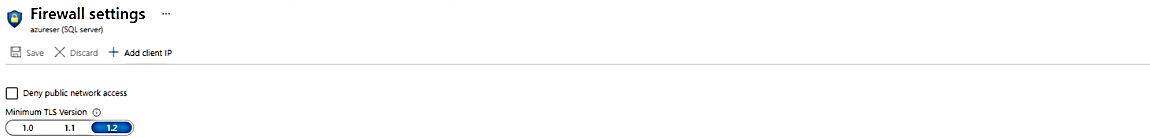 Firewall settings ...
azureser (SQL server)
Save Discard + Add client IP
Deny public network access
Minimum TLS Version
1.0 1.1 1.2